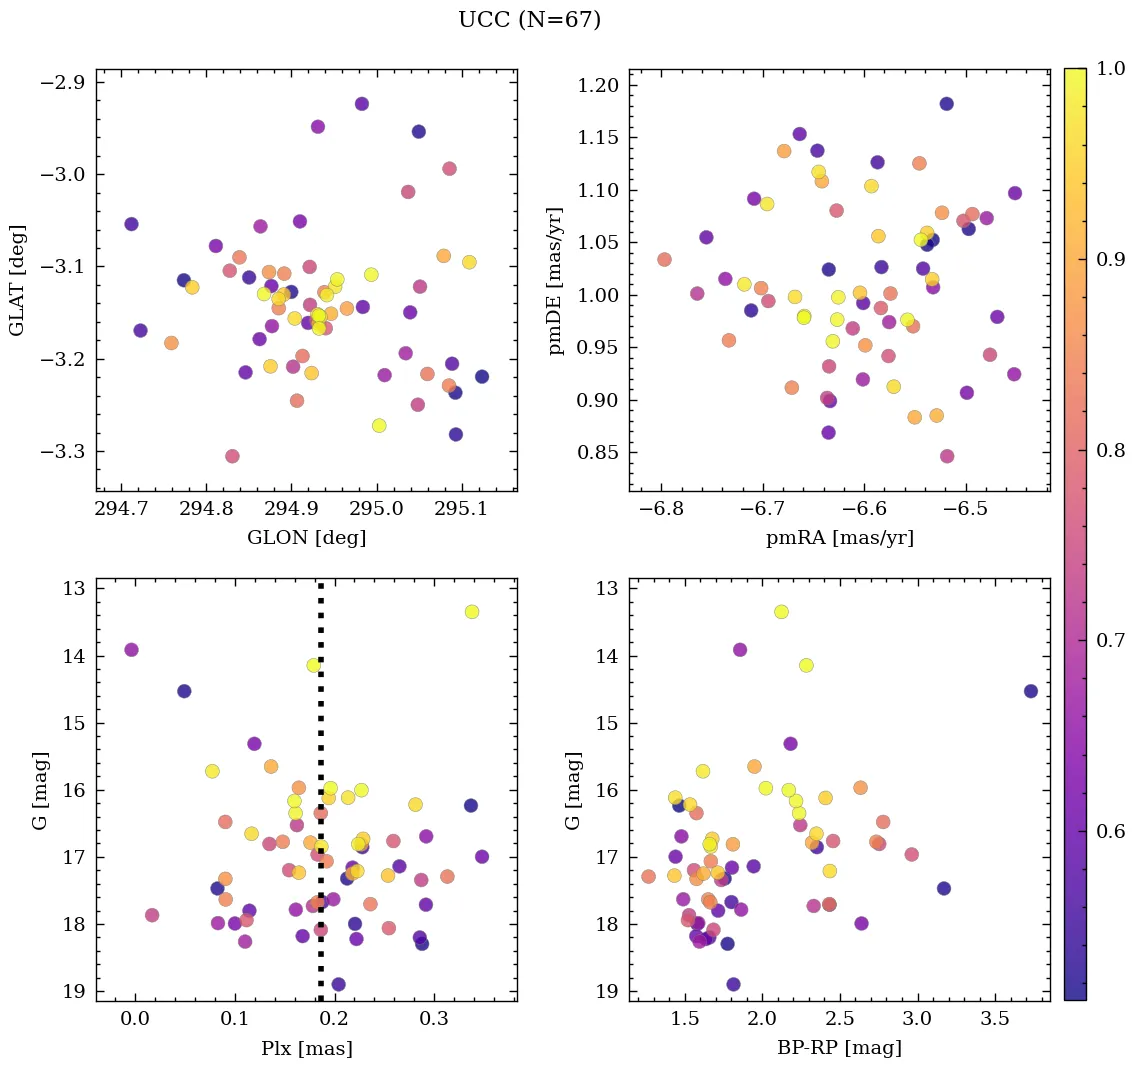 UCC (N=67)
−2.9
−3.0
−3.1
−3.2
−3.3
GLAT [deg]
294.7 294.8 294.9 295.0 295.1
GLON [deg]
1.20
1.15
1.10
1.05
1.00
0.95
0.90
0.85
pmDE [mas/yr]
−6.8 −6.7 −6.6 −6.5
pmRA [mas/yr]
13
14
15
16
17
18
19
G [mag]
0.0 0.1 0.2 0.3
Plx [mas]
13
14
15
16
17
18
19
G [mag]
1.5 2.0 2.5 3.0 3.5
BP-RP [mag]
1.0
0.9
0.8
0.7
0.6